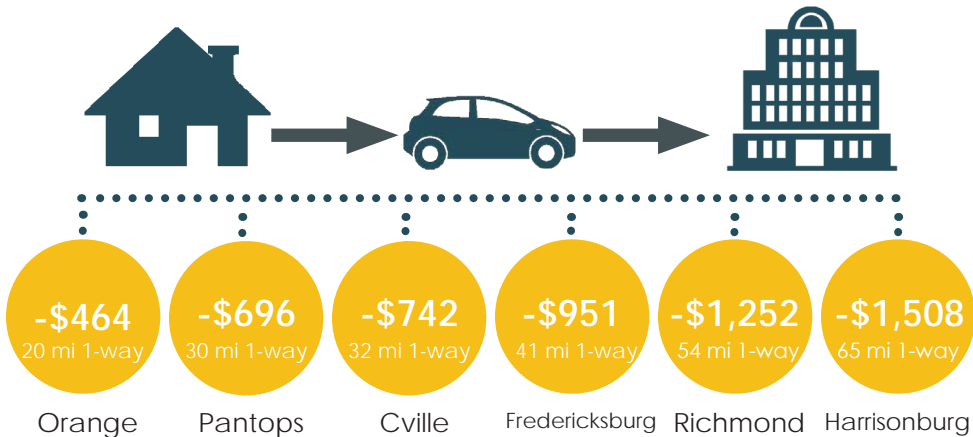 -$464
20 mi 1-way
Orange
-$696
30 mi 1-way
Pantops
-$742
32 mi 1-way
Cville
-$951
41 mi 1-way
Fredericksburg
-$1,252
54 mi 1-way
Richmond
-$1,508
65 mi 1-way
Harrisonburg